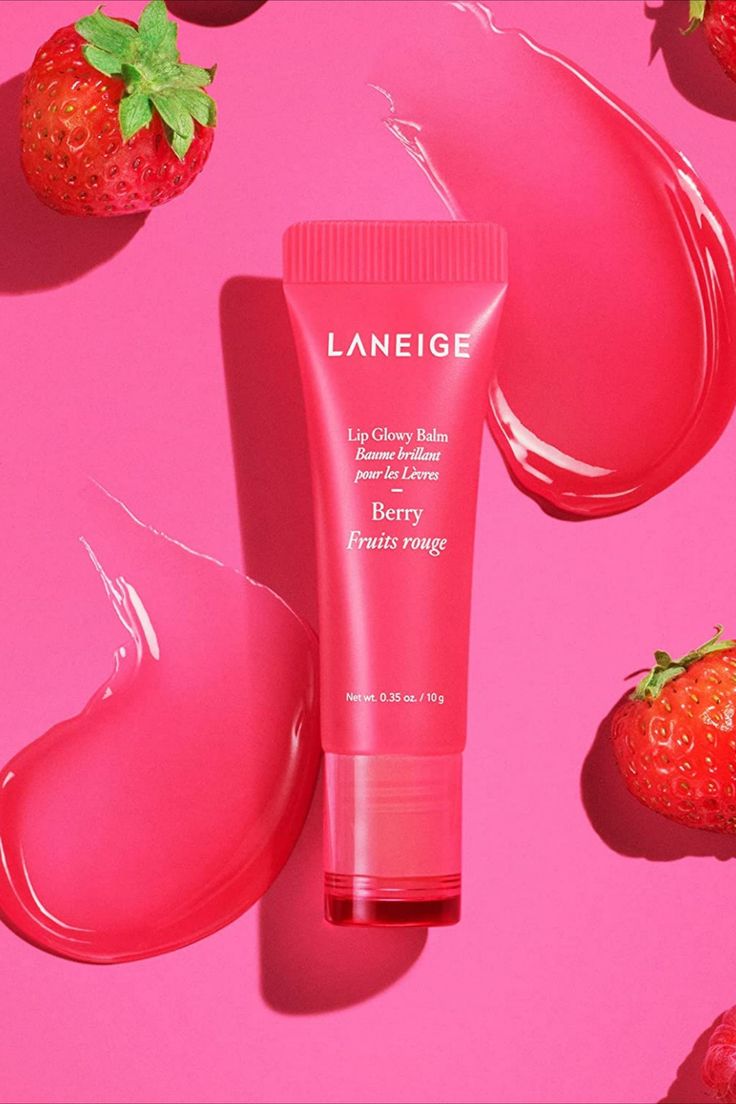 LANEIGE
Lip Glowy Balm
Baume brillant
pour les Lèvres
Berry
Fruits rouge
Net wt. 0.35 oz. / 10 g